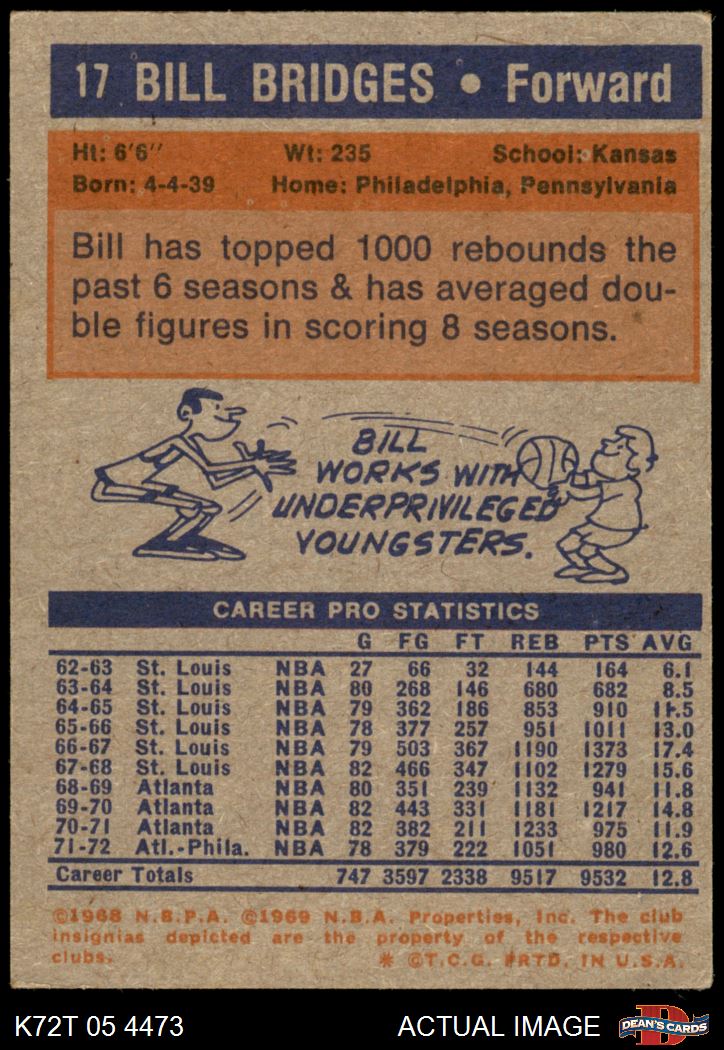 17 BILL BRIDGES • Forward
Ht: 6'6" Wt: 235 School: Kansas
Born: 4-4-39 Home: Philadelphia, Pennsylvania
Bill has topped 1000 rebounds the
past 6 seasons & has averaged dou-
ble figures in scoring 8 seasons.
BILL
WORKS WITH
UNDERPRIVILEGED
YOUNGSTERS.
CAREER PRO STATISTICS
G FG FT REB PTS AVG
62-63 St. Louis NBA 27 66 32 144 164 6.1
63-64 St. Louis NBA 80 268 146 680 682 8.5
64-65 St. Louis NBA 79 362 186 853 910 11.5
65-66 St. Louis NBA 78 377 257 951 1011 13.0
66-67 St. Louis NBA 79 503 367 1190 1373 17.4
67-68 St. Louis NBA 82 466 347 1102 1279 15.6
68-69 Atlanta NBA 80 351 239 1132 941 11.8
69-70 Atlanta NBA 82 443 331 1181 1217 14.8
70-71 Atlanta NBA 82 382 211 1233 975 11.9
71-72 Atl.-Phila. NBA 78 379 222 1051 980 12.6
Career Totals 747 3597 2338 9517 9532 12.8
©1968 N.B.P.A. ©1969 N.B.A. Properties, Inc. The club
insignias depicted are the property of the respective
clubs. * ©T.C.G. PRTD. IN U.S.A.
K72T 05 4473 ACTUAL IMAGE D DEAN'S CARDS